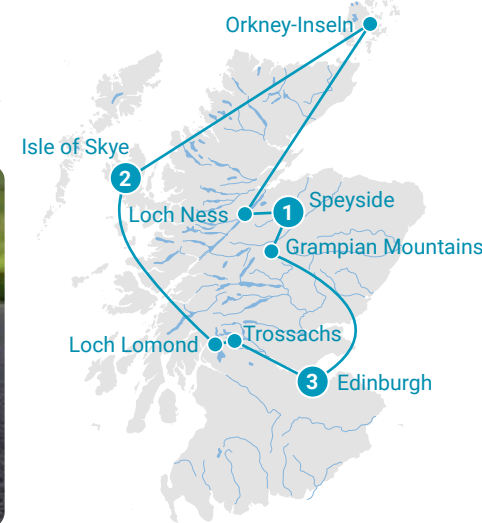 Orkney-Inseln
Isle of Skye
2
Loch Ness
1
Speyside
Grampian Mountains
Loch Lomond
Trossachs
3
Edinburgh